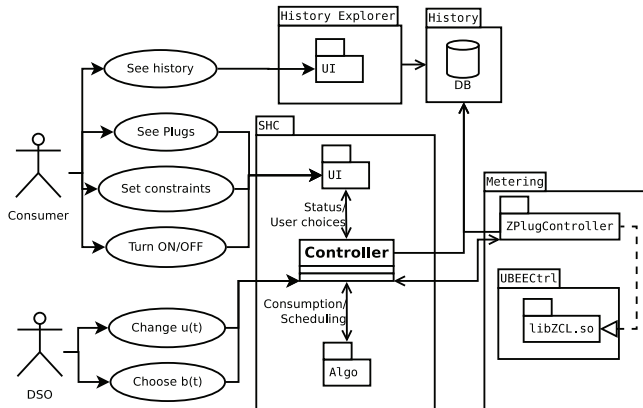 History Explorer
History
UI
DB
See history
SHC
See Plugs
UI
Set constraints
Consumer
Turn ON/OFF
Status/
User choices
Metering
ZPlugController
Controller
UBEECtrl
Consumption/
Scheduling
libZCL.so
Change u(t)
Algo
Choose b(t)
DSO